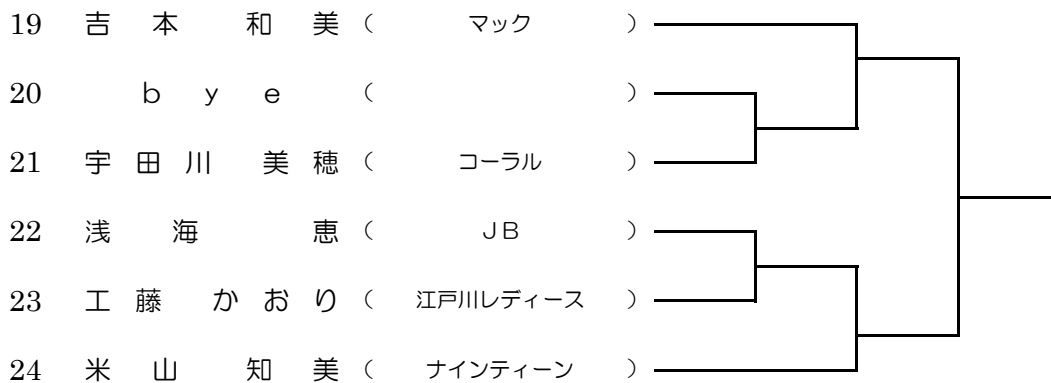 19 吉本 和美 (マック)
20 bye ( )
21 宇田川 美穂 (コーラル)
22 浅海 恵 (JB)
23 工藤 かおり (江戸川レディース)
24 米山 知美 (ナインティーン)